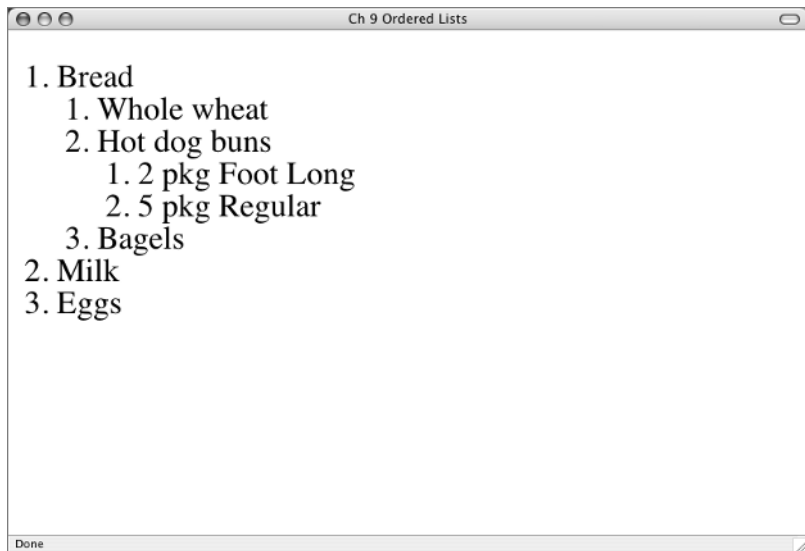 Ch 9 Ordered Lists
1. Bread
1. Whole wheat
2. Hot dog buns
1. 2 pkg Foot Long
2. 5 pkg Regular
3. Bagels
2. Milk
3. Eggs
Done